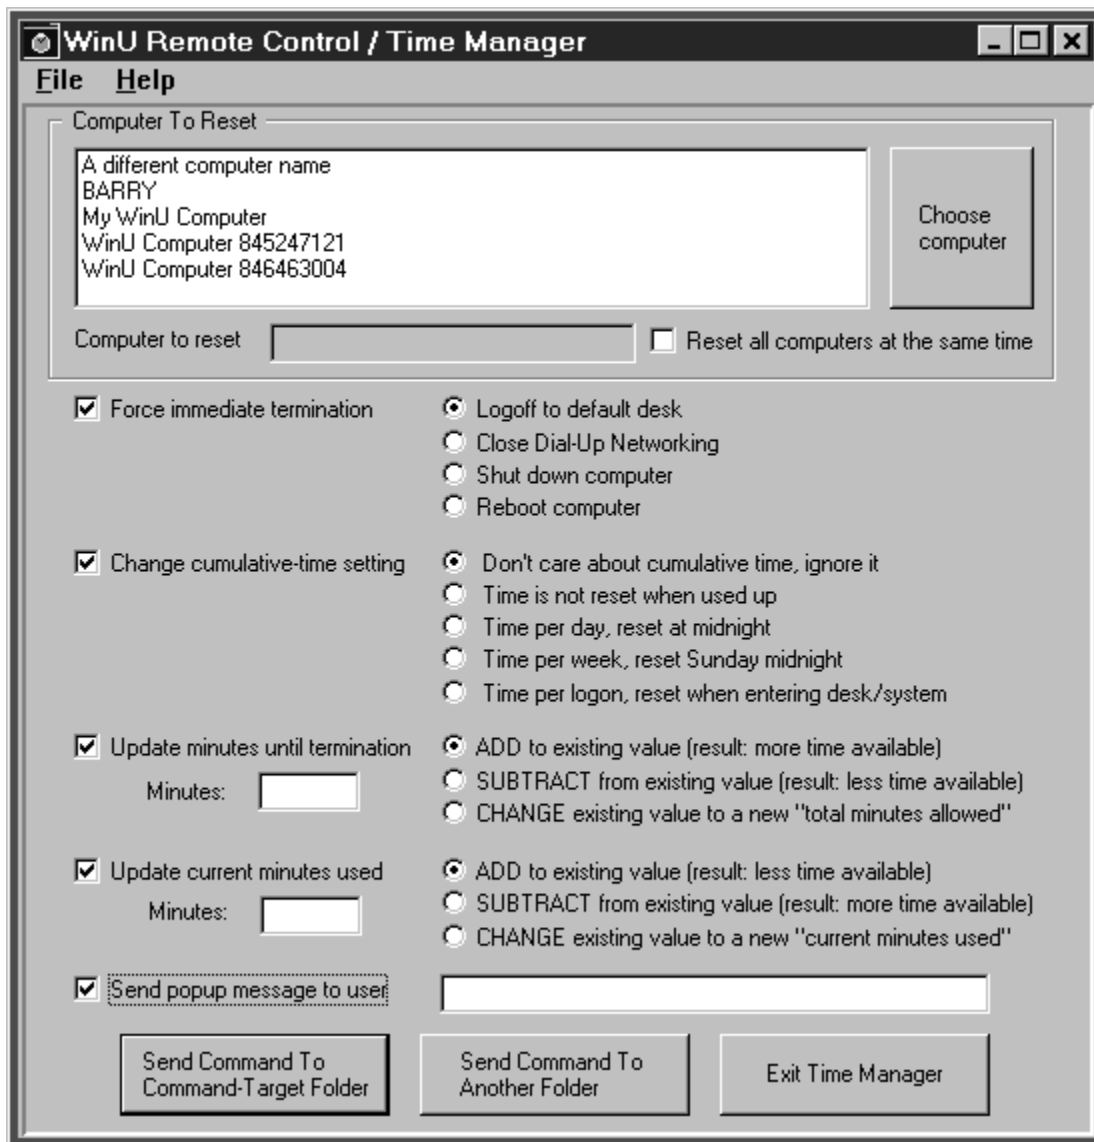 WinU Remote Control / Time Manager
File Help
Computer To Reset
A different computer name
BARRY
My WinU Computer
WinU Computer 845247121
WinU Computer 846463004
Choose
computer
Computer to reset
Reset all computers at the same time
Force immediate termination
Logoff to default desk
Close Dial-Up Networking
Shut down computer
Reboot computer
Change cumulative-time setting
Don't care about cumulative time, ignore it
Time is not reset when used up
Time per day, reset at midnight
Time per week, reset Sunday midnight
Time per logon, reset when entering desk/system
Update minutes until termination
Minutes:
ADD to existing value (result: more time available)
SUBTRACT from existing value (result: less time available)
CHANGE existing value to a new "total minutes allowed"
Update current minutes used
Minutes:
ADD to existing value (result: less time available)
SUBTRACT from existing value (result: more time available)
CHANGE existing value to a new "current minutes used"
Send popup message to user
Send Command To
Command-Target Folder
Send Command To
Another Folder
Exit Time Manager